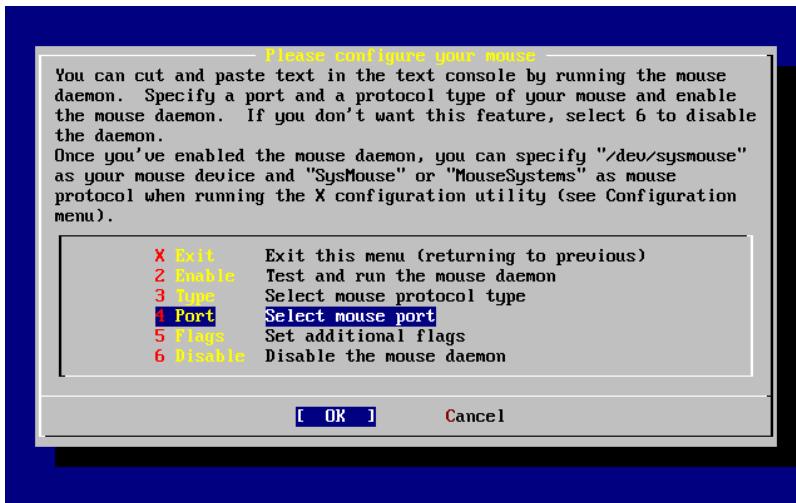 Please configure your mouse
You can cut and paste text in the text console by running the mouse
daemon.  Specify a port and a protocol type of your mouse and enable
the mouse daemon.  If you don't want this feature, select 6 to disable
the daemon.
Once you've enabled the mouse daemon, you can specify "/dev/sysmouse"
as your mouse device and "SysMouse" or "MouseSystems" as mouse
protocol when running the X configuration utility (see Configuration
menu).
X Exit Exit this menu (returning to previous)
2 Enable Test and run the mouse daemon
3 Type Select mouse protocol type
4 Port Select mouse port
5 Flags Set additional flags
6 Disable Disable the mouse daemon
[ OK ] Cancel